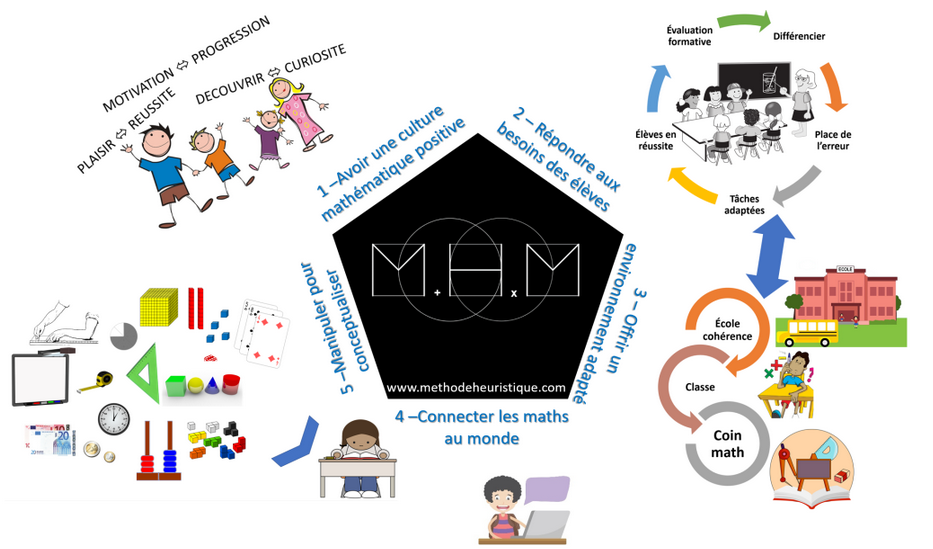 MOTIVATION ⇔ PROGRESSION
PLAISIR ⇔ REUSSITE
DECOUVRIR ⇔ CURIOSITE
1 –Avoir une culture
mathématique positive
2 – Répondre aux
besoins des élèves
3 – Offrir un
environnement adapté
4 –Connecter les maths
au monde
5 – Manipuler pour
conceptualiser
M + H x M
www.methodeheuristique.com
Évaluation
formative
Différencier
Place de
l'erreur
Tâches
adaptées
Élèves en
réussite
ÉCOLE
École
cohérence
Classe
Coin
math
20